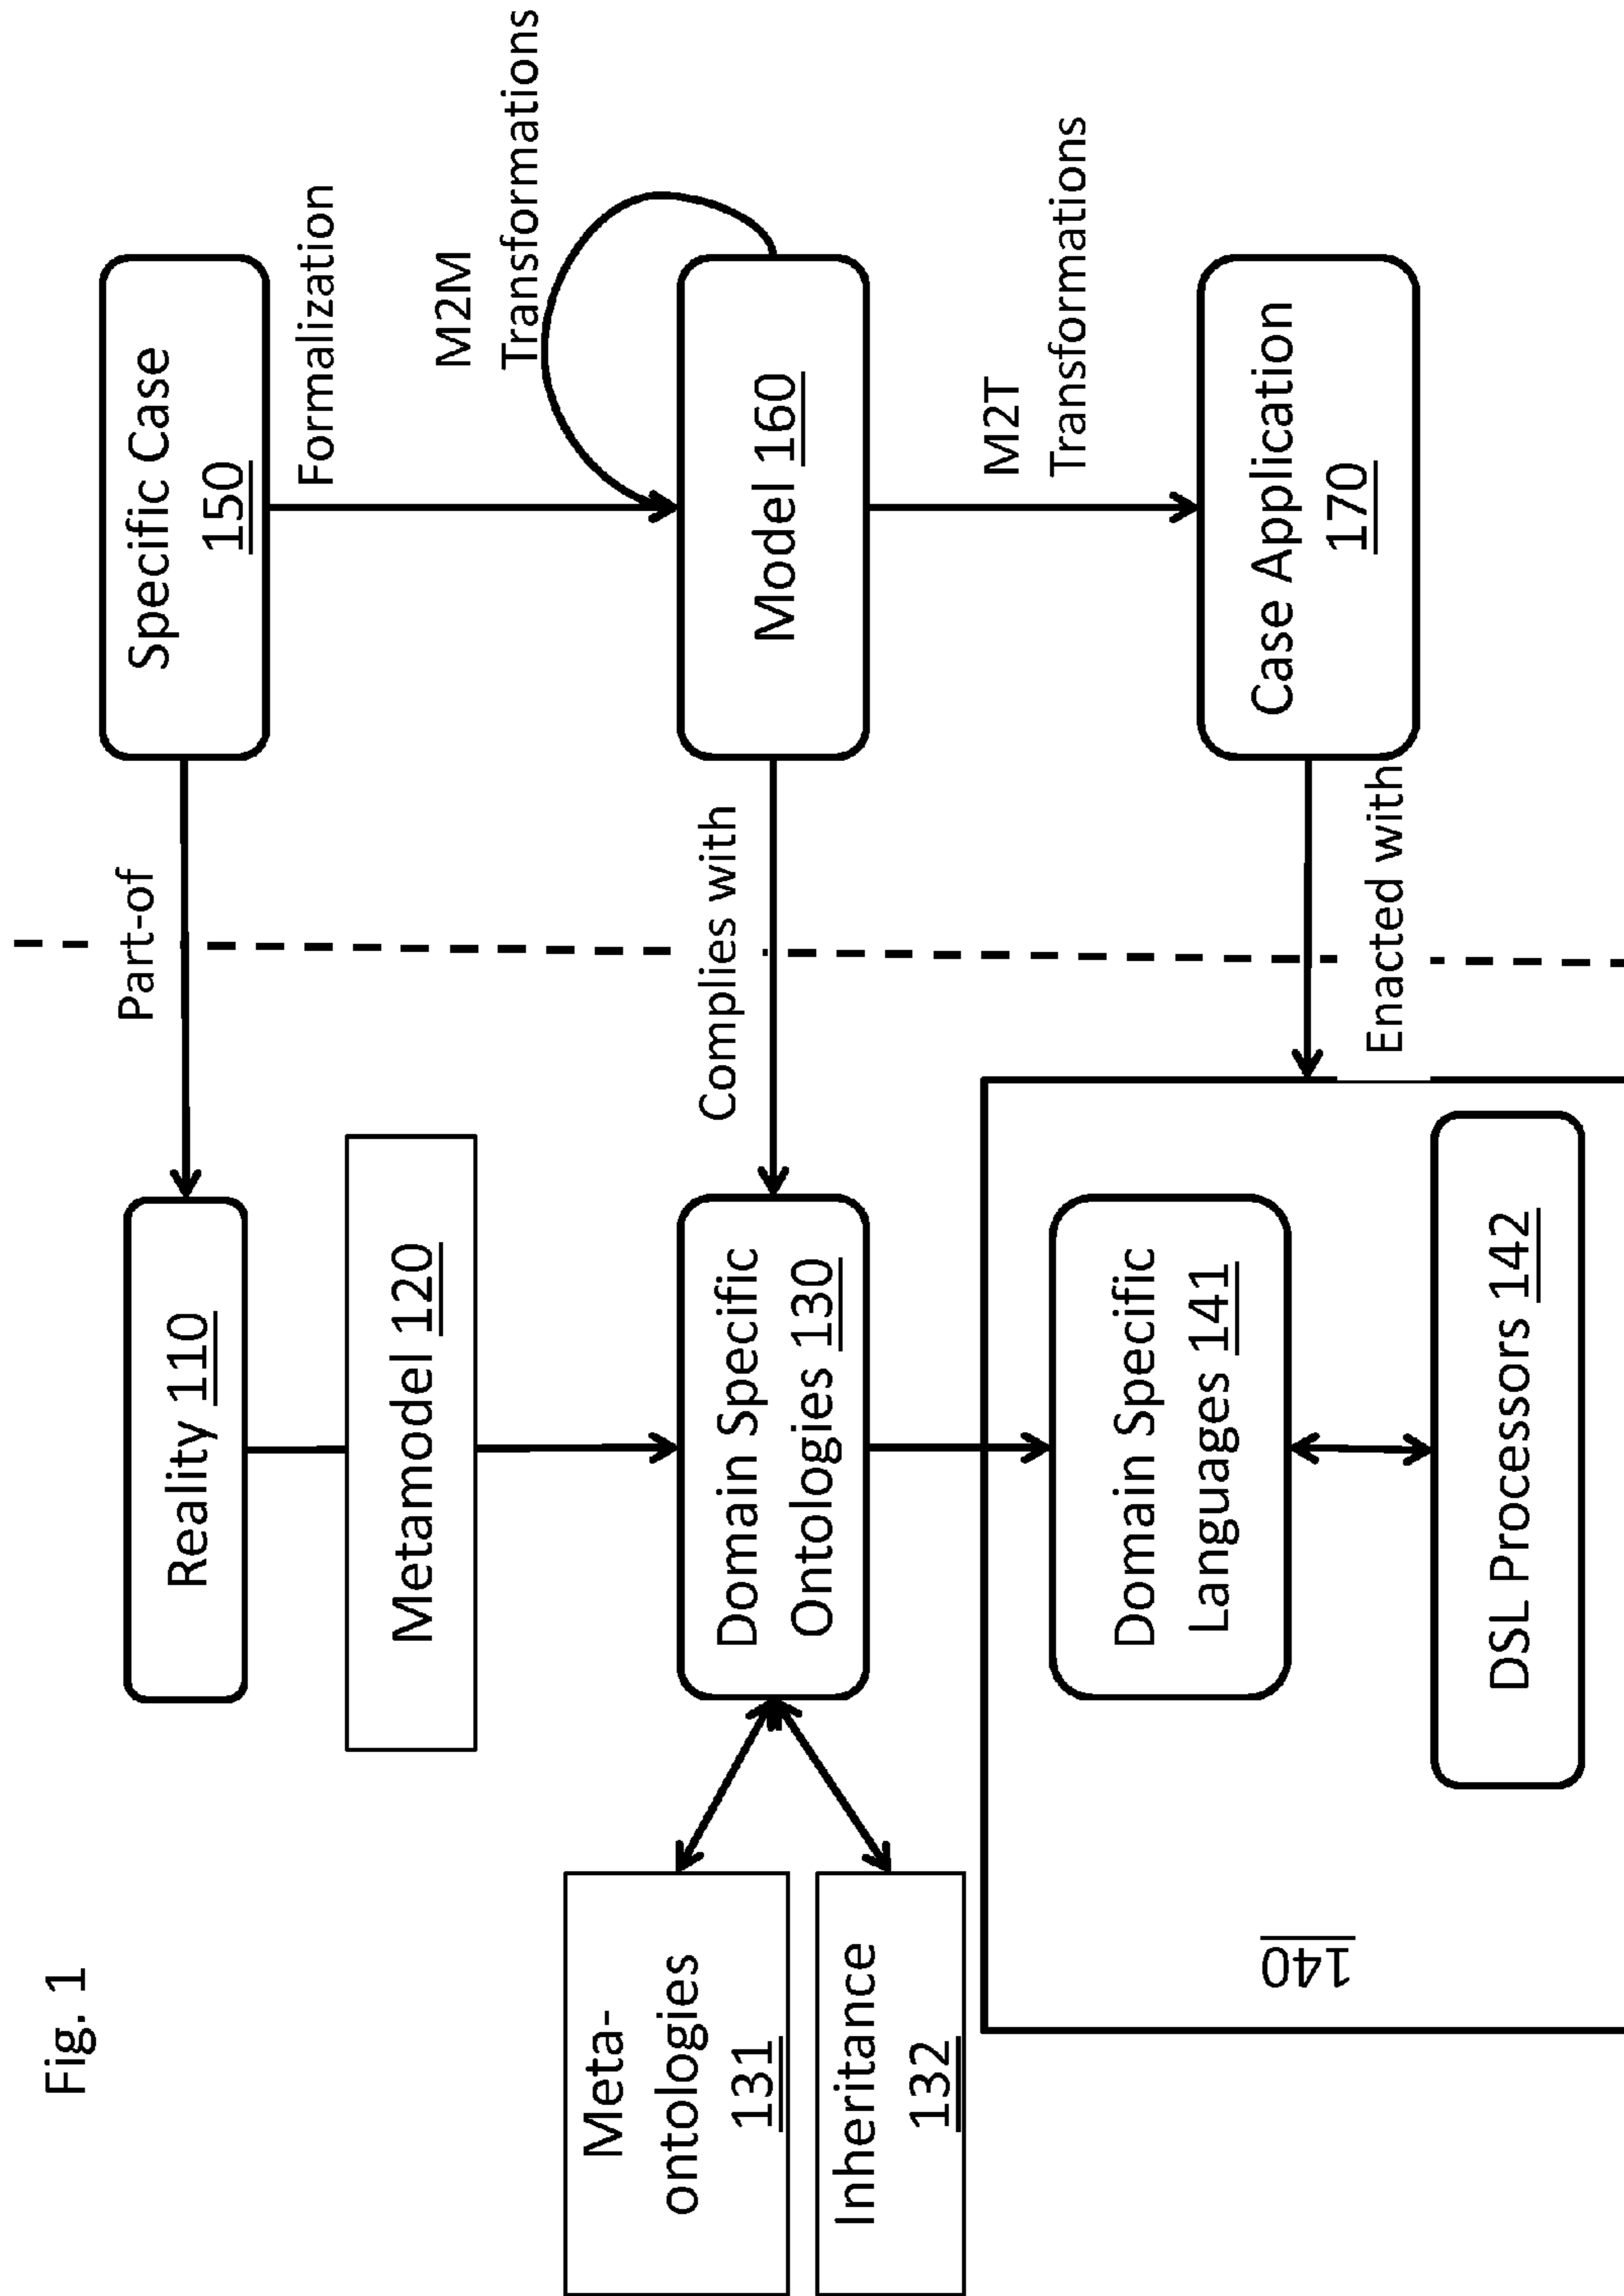 Fig. 1
Reality 110
Part-of
Specific Case
150
Metamodel 120
Formalization
M2M
Transformations
Meta-
ontologies
131
Inheritance
132
Domain Specific
Ontologies 130
Complies with
Model 160
M2T
Transformations
140
Domain Specific
Languages 141
DSL Processors 142
Enacted with
Case Application
170